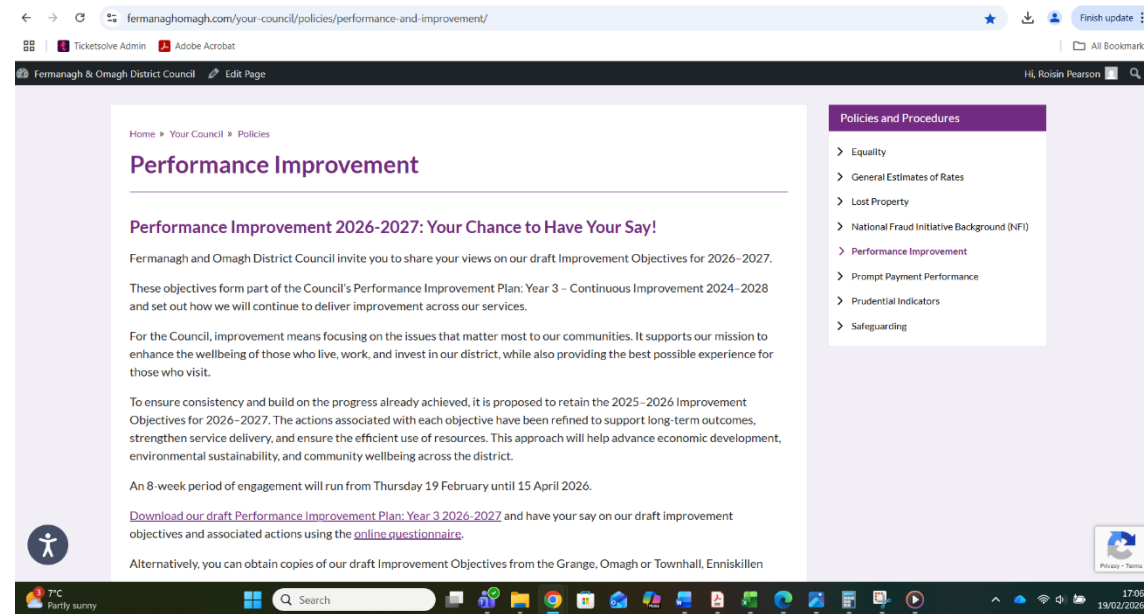 fermanaghomagh.com/your-council/policies/performance-and-improvement/
Finish update
Ticketsolve Admin
Adobe Acrobat
All Bookmark
Fermanagh & Omagh District Council
Edit Page
Hi, Roisin Pearson
Home » Your Council » Policies
Performance Improvement
Performance Improvement 2026-2027: Your Chance to Have Your Say!
Fermanagh and Omagh District Council invite you to share your views on our draft Improvement Objectives for 2026–2027.
These objectives form part of the Council's Performance Improvement Plan: Year 3 – Continuous Improvement 2024–2028
and set out how we will continue to deliver improvement across our services.
For the Council, improvement means focusing on the issues that matter most to our communities. It supports our mission to
enhance the wellbeing of those who live, work, and invest in our district, while also providing the best possible experience for
those who visit.
To ensure consistency and build on the progress already achieved, it is proposed to retain the 2025–2026 Improvement
Objectives for 2026–2027. The actions associated with each objective have been refined to support long-term outcomes,
strengthen service delivery, and ensure the efficient use of resources. This approach will help advance economic development,
environmental sustainability, and community wellbeing across the district.
An 8-week period of engagement will run from Thursday 19 February until 15 April 2026.
Download our draft Performance Improvement Plan: Year 3 2026-2027 and have your say on our draft improvement
objectives and associated actions using the online questionnaire.
Alternatively, you can obtain copies of our draft Improvement Objectives from the Grange, Omagh or Townhall, Enniskillen
Policies and Procedures
Equality
General Estimates of Rates
Lost Property
National Fraud Initiative Background (NFI)
Performance Improvement
Prompt Payment Performance
Prudential Indicators
Safeguarding
Privacy - Terms
3
7°C
Partly sunny
Search
19/02/2026